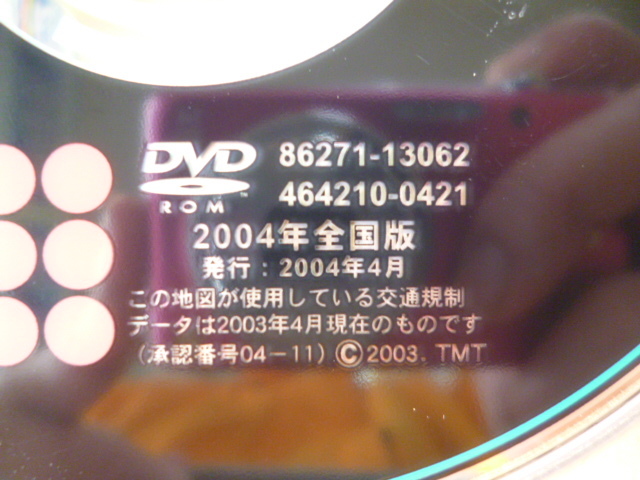 DVD 86271-13062
ROM 464210-0421
2004年全国版
発行：2004年4月
この地図が使用している交通規制
データは2003年4月現在のものです
（承認番号04-11）©2003. TMT